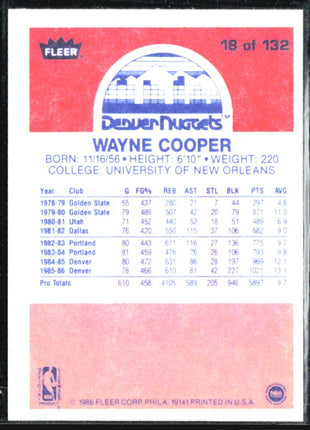 FLEER
18 of 132
Denver Nuggets™
WAYNE COOPER
BORN: 11/16/56 • HEIGHT: 6'10" • WEIGHT: 220
COLLEGE: UNIVERSITY OF NEW ORLEANS
Year Club G FG% REB AST STL BLK PTS AVG
1978-79 Golden State 65 437 280 21 7 44 297 4.6
1979-80 Golden State 79 489 507 42 20 79 871 11.0
1980-81 Utah 71 452 440 52 18 51 489 6.9
1981-82 Dallas 76 420 550 115 37 106 682 9.0
1982-83 Portland 80 443 611 116 27 136 775 9.7
1983-84 Portland 81 459 476 76 26 106 793 9.8
1984-85 Denver 80 472 631 86 28 197 969 12.1
1985-86 Denver 78 466 610 81 42 227 1021 13.1
Pro Totals 610 458 4105 589 205 946 5897 9.7
NBA
© 1986 FLEER CORP. PHILA. 19141 PRINTED IN U.S.A.